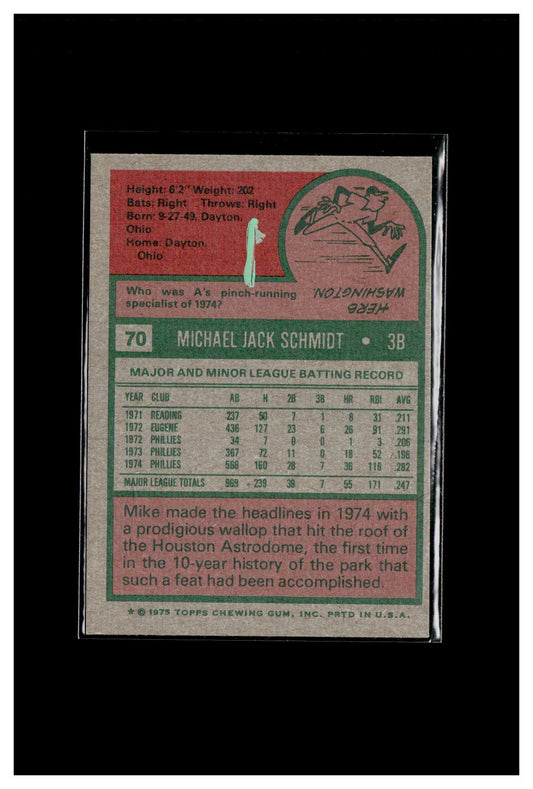 Height: 6'2" Weight: 202
Bats: Right Throws: Right
Born: 9-27-49, Dayton,
Ohio
Home: Dayton,
Ohio
Who was A's pinch-running
specialist of 1974?
HERB
WASHINGTON.
70 MICHAEL JACK SCHMIDT • 3B
MAJOR AND MINOR LEAGUE BATTING RECORD
YEAR CLUB AB H 2B 3B HR RBI AVG
1971 READING 237 50 7 1 8 31 .211
1972 EUGENE 436 127 23 6 26 91 .291
1972 PHILLIES 34 7 0 0 1 3 .206
1973 PHILLIES 367 72 11 0 18 52 .196
1974 PHILLIES 568 160 28 7 36 116 .282
MAJOR LEAGUE TOTALS 969 239 39 7 55 171 .247
Mike made the headlines in 1974 with
a prodigious wallop that hit the roof of
the Houston Astrodome, the first time
in the 10-year history of the park that
such a feat had been accomplished.
* © 1975 TOPPS CHEWING GUM, INC. PRTD IN U.S.A.